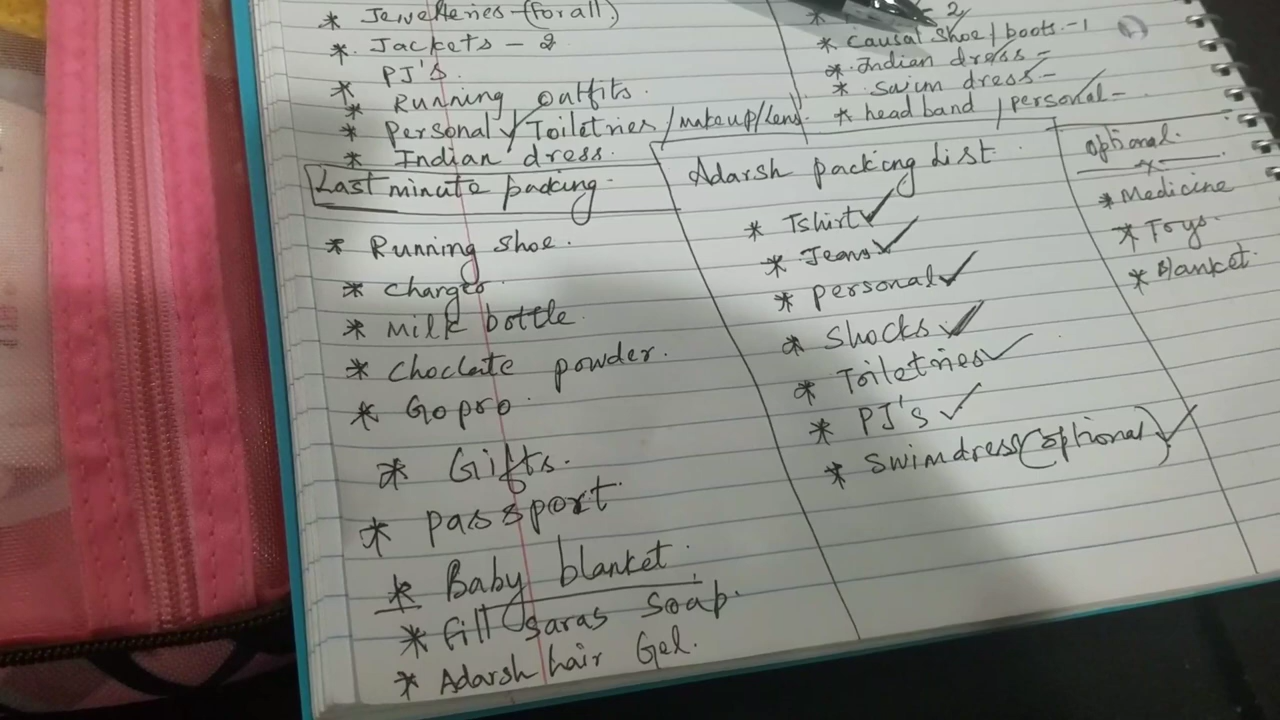 * Jewelleries - (for all)
* Jackets - 2
* PJ'S.
* Running outfits.
* Personal / Toiletries / makeup / Lens.
* Indian dress.
- 2
* causal shoe / boots. - 1
* Indian dress -
* swim dress -
* head band / personal -
Last minute packing.
* Running shoe.
* charger
* Milk bottle
* Choclate powder.
* Gopro.
* Gifts.
* passport.
* Baby blanket.
* fill saras soap.
* Adarsh hair Gel.
Adarsh packing list
* Tshirt ✓
* Jeans ✓
* personal ✓
* Shocks ✓
* Toiletries ✓
* PJ's ✓
* swimdress (optional) ✓
optional.
* Medicine
* Toys.
* Blanket.